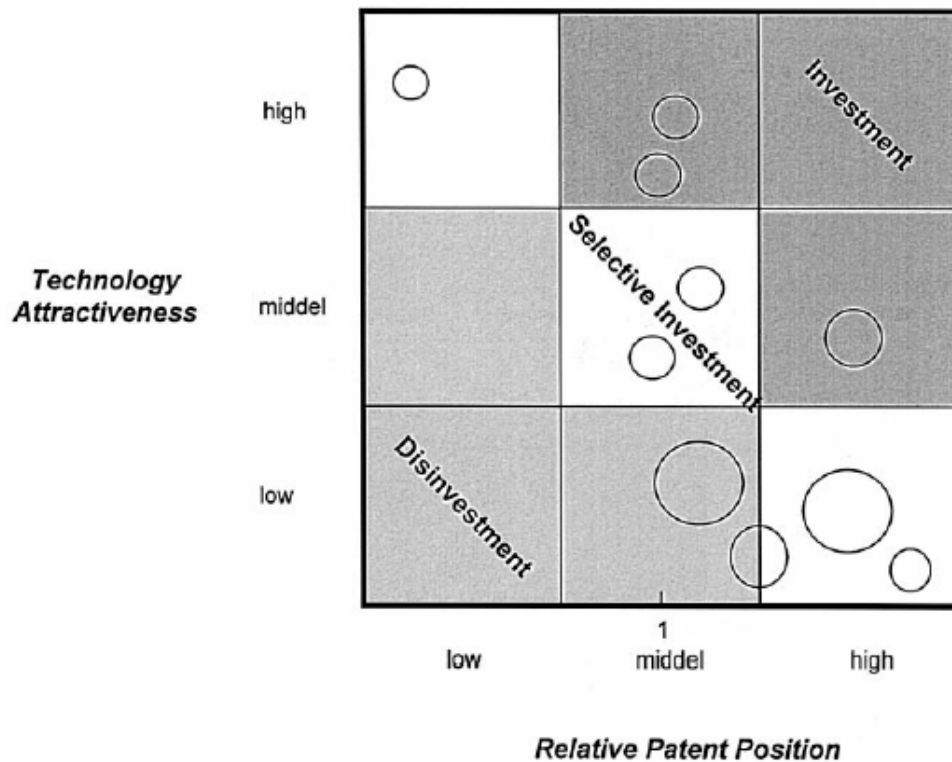 high
Investment
Technology
Attractiveness
middel
Selective Investment
low
Disinvestment
1
low
middel
high
Relative Patent Position